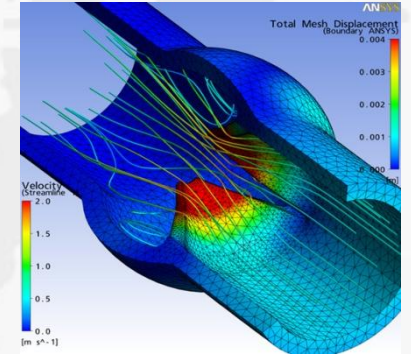 ANSYS
Total Mesh Displacement
(Boundary ANSYS)
0.004
0.003
0.002
0.001
0.000
[m]
Velocity
(Streamline
2.0
1.5
1.0
0.5
0.0
[m s^-1]